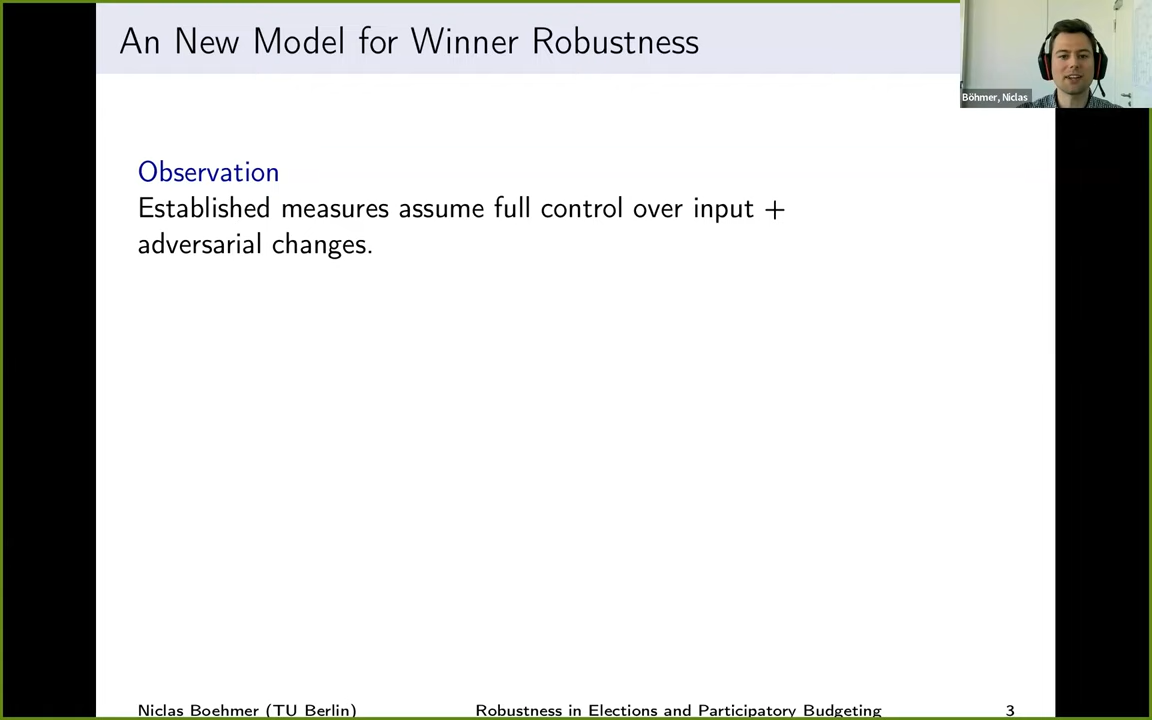 An New Model for Winner Robustness
Böhmer, Niclas
Observation
Established measures assume full control over input +
adversarial changes.
Niclas Boehmer (TU Berlin) Robustness in Elections and Participatory Budgeting 3